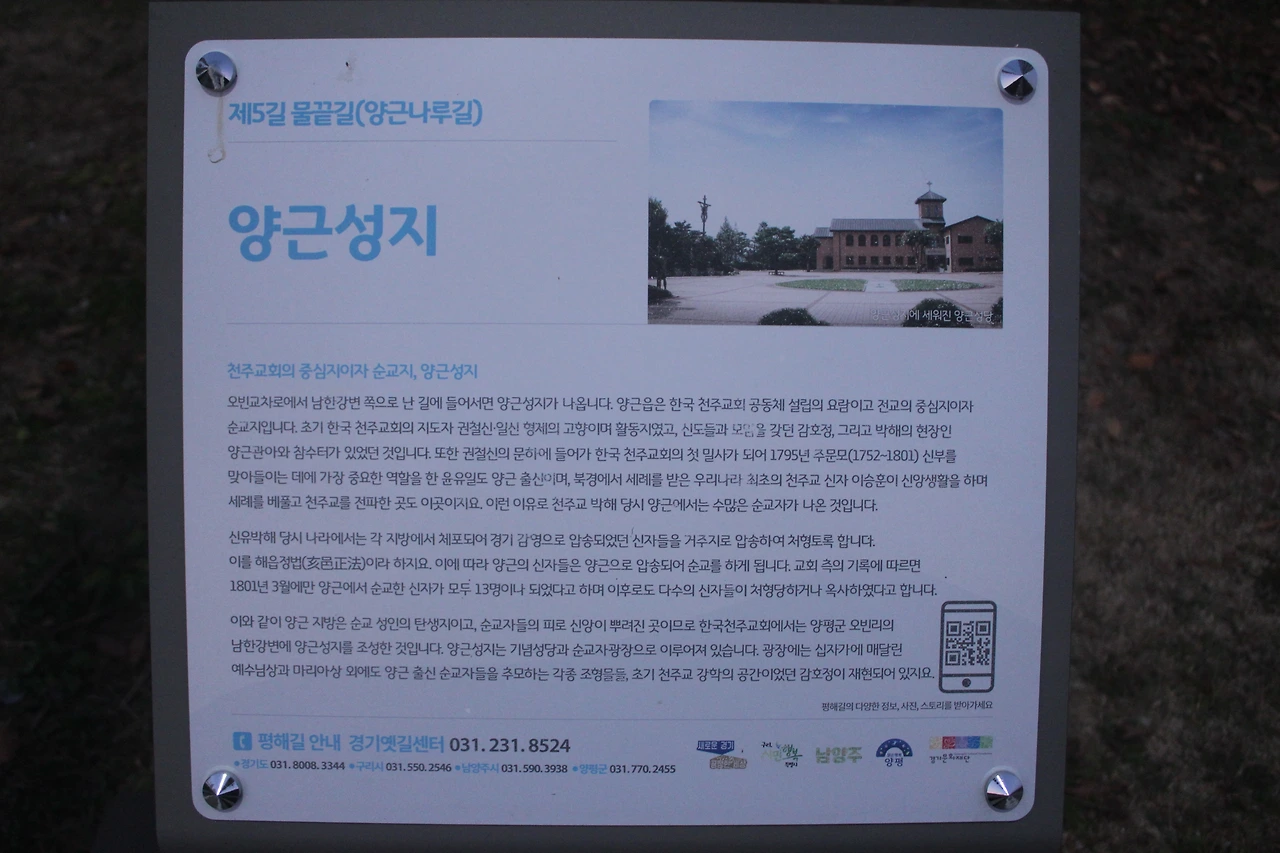 제5길 물끝길(양근나루길)
양근성지
양근성지에 세워진 양근성당
천주교회의 중심지이자 순교지, 양근성지
오빈교차로에서 남한강변 쪽으로 난 길에 들어서면 양근성지가 나옵니다. 양근읍은 한국 천주교회 공동체 설립의 요람이고 전교의 중심지이자
순교지입니다. 초기 한국 천주교회의 지도자 권철신·일신 형제의 고향이며 활동지였고, 신도들과 모임을 갖던 감호정, 그리고 박해의 현장인
양근관아와 참수터가 있었던 것입니다. 또한 권철신의 문하에 들어가 한국 천주교회의 첫 밀사가 되어 1795년 주문모(1752~1801) 신부를
맞아들이는 데에 가장 중요한 역할을 한 윤유일도 양근 출신이며, 북경에서 세례를 받은 우리나라 최초의 천주교 신자 이승훈이 신앙생활을 하며
세례를 베풀고 천주교를 전파한 곳도 이곳이지요. 이런 이유로 천주교 박해 당시 양근에서는 수많은 순교자가 나온 것입니다.
신유박해 당시 나라에서는 각 지방에서 체포되어 경기 감영으로 압송되었던 신자들을 거주지로 압송하여 처형토록 합니다.
이를 해읍정법(亥邑正法)이라 하지요. 이에 따라 양근의 신자들은 양근으로 압송되어 순교를 하게 됩니다. 교회 측의 기록에 따르면
1801년 3월에만 양근에서 순교한 신자가 모두 13명이나 되었다고 하며 이후로도 다수의 신자들이 처형당하거나 옥사하였다고 합니다.
이와 같이 양근 지방은 순교 성인의 탄생지이고, 순교자들의 피로 신앙이 뿌려진 곳이므로 한국천주교회에서는 양평군 오빈리의
남한강변에 양근성지를 조성한 것입니다. 양근성지는 기념성당과 순교자광장으로 이루어져 있습니다. 광장에는 십자가에 매달린
예수님상과 마리아상 외에도 양근 출신 순교자들을 추모하는 각종 조형물들, 초기 천주교 강학의 공간이었던 감호정이 재현되어 있지요.
평해길의 다양한 정보, 사진, 스토리를 받아가세요
평해길 안내 경기옛길센터 031.231.8524
경기도 031.8008.3344 구리시 031.550.2546 남양주시 031.590.3938 양평군 031.770.2455
새로운 경기 남양주 양평 경기문화재단